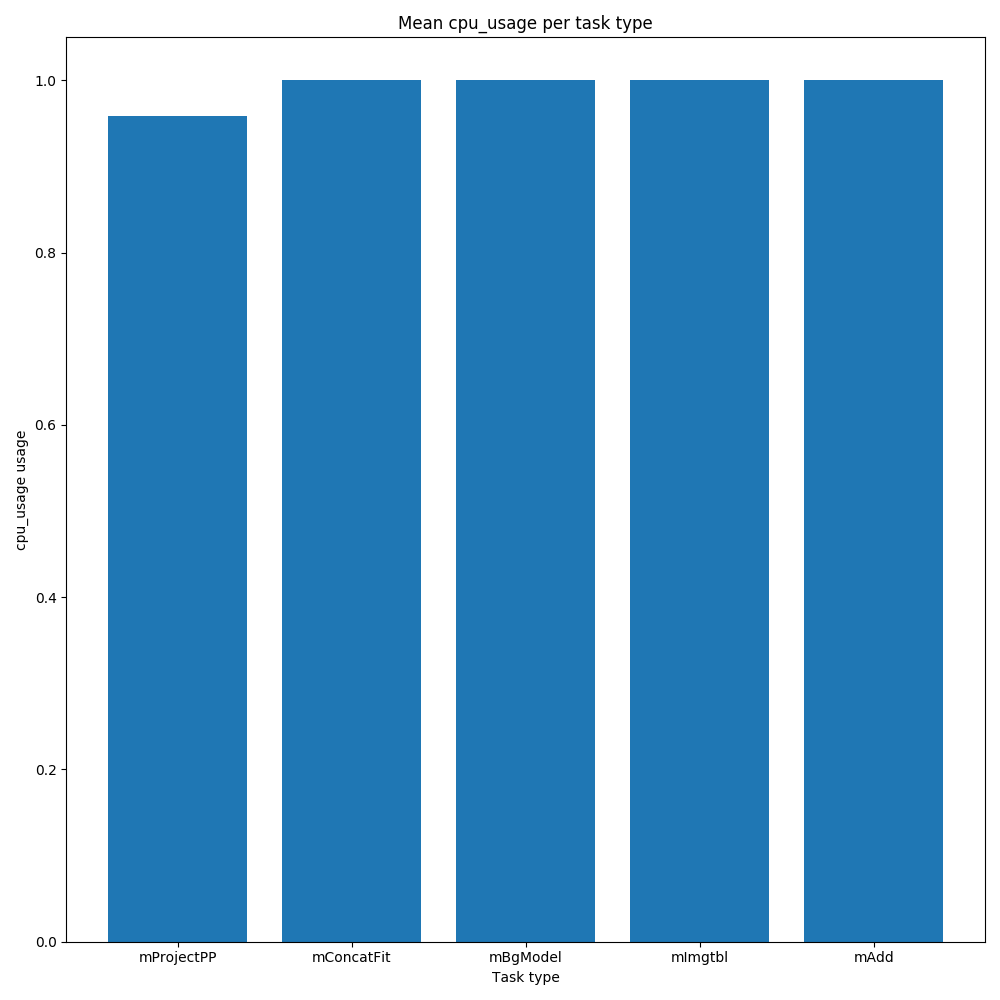 Mean cpu_usage per task type
1.0
0.8
0.6
0.4
0.2
0.0
cpu_usage usage
mProjectPP mConcatFit mBgModel mImgtbl mAdd
Task type